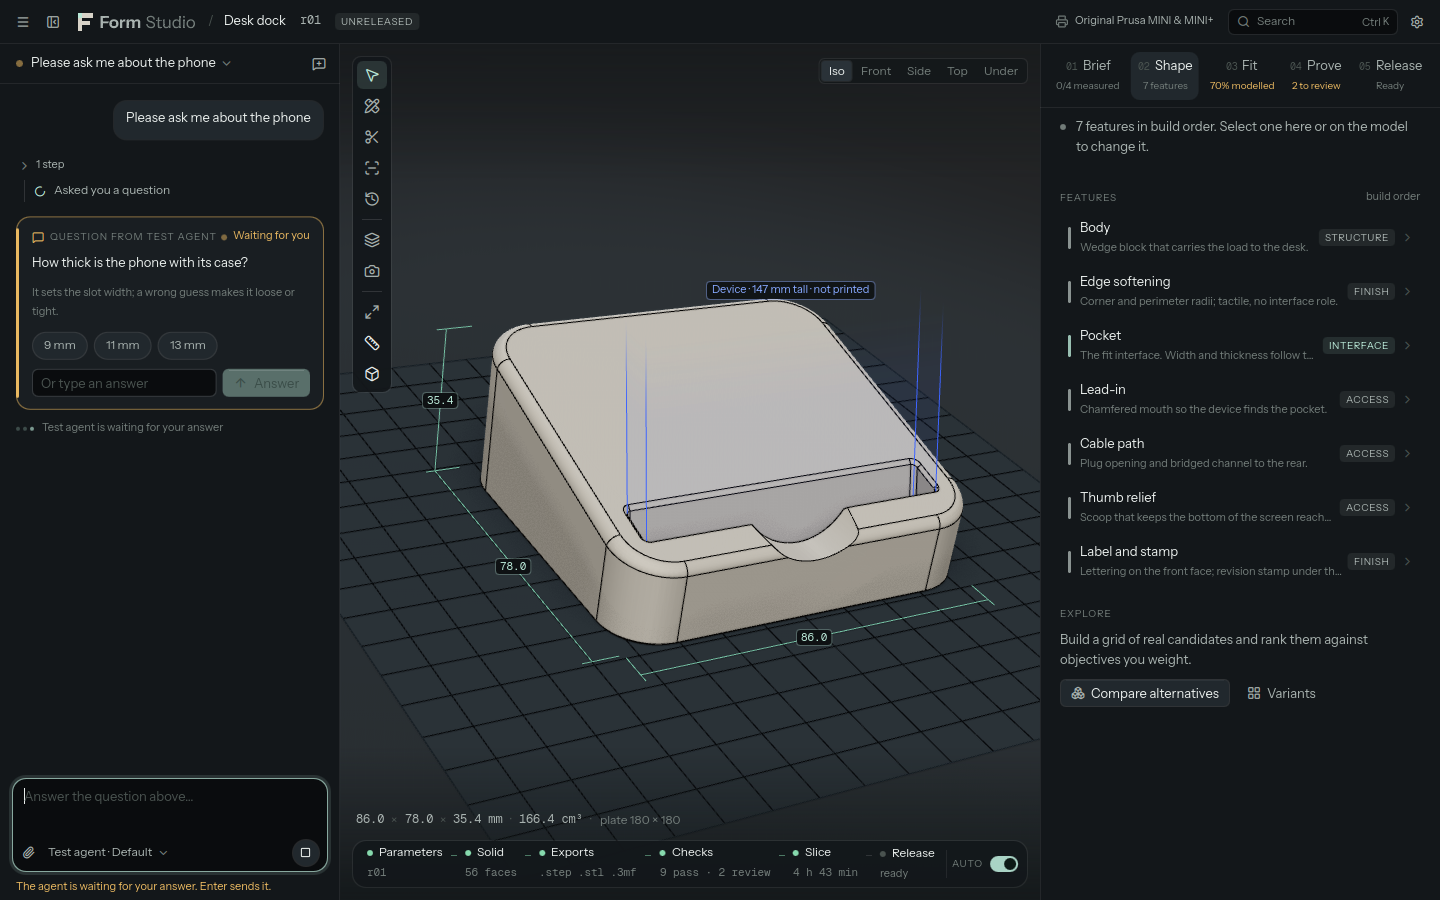 Form Studio / Desk dock r01 UNRELEASED
Original Prusa MINI & MINI+
Search Ctrl K
Please ask me about the phone
Please ask me about the phone
1 step
Asked you a question
QUESTION FROM TEST AGENT Waiting for you
How thick is the phone with its case?
It sets the slot width; a wrong guess makes it loose or
tight.
9 mm 11 mm 13 mm
Or type an answer Answer
Test agent is waiting for your answer
Answer the question above...
Test agent · Default
The agent is waiting for your answer. Enter sends it.
Iso Front Side Top Under
Device · 147 mm tall · not printed
35.4
78.0
86.0
86.0 × 78.0 × 35.4 mm · 166.4 cm³ · plate 180 × 180
Parameters Solid Exports Checks Slice Release
r01 56 faces .step .stl .3mf 9 pass · 2 review 4 h 43 min ready
AUTO
01 Brief 02 Shape 03 Fit 04 Prove 05 Release
0/4 measured 7 features 70% modelled 2 to review Ready
7 features in build order. Select one here or on the model
to change it.
FEATURES build order
Body STRUCTURE
Wedge block that carries the load to the desk.
Edge softening FINISH
Corner and perimeter radii; tactile, no interface role.
Pocket INTERFACE
The fit interface. Width and thickness follow t...
Lead-in ACCESS
Chamfered mouth so the device finds the pocket.
Cable path ACCESS
Plug opening and bridged channel to the rear.
Thumb relief ACCESS
Scoop that keeps the bottom of the screen reach...
Label and stamp FINISH
Lettering on the front face; revision stamp under th...
EXPLORE
Build a grid of real candidates and rank them against
objectives you weight.
Compare alternatives Variants